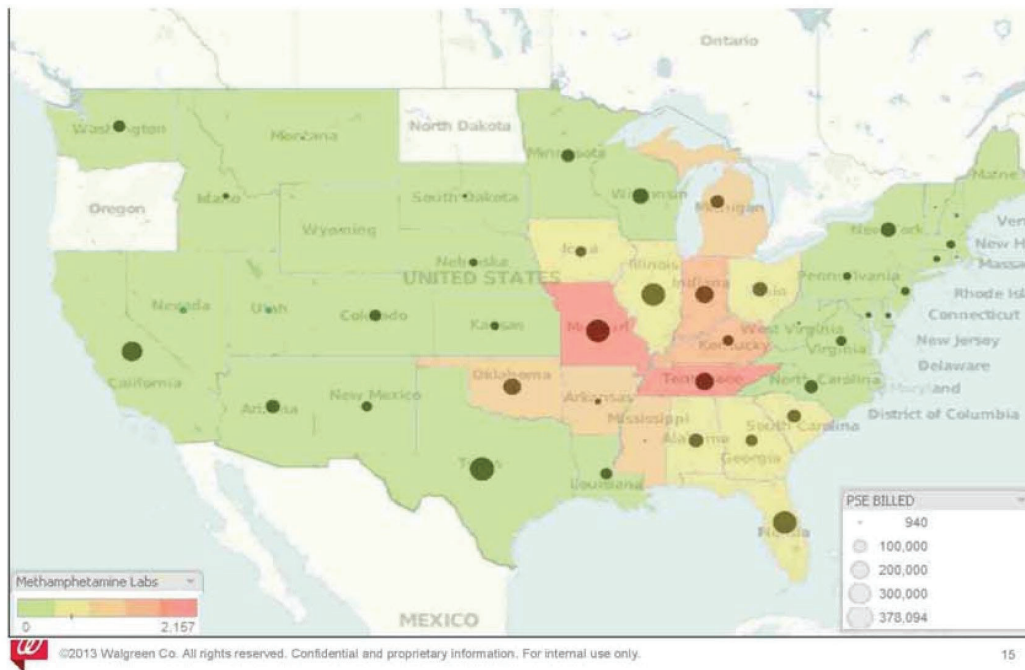 Ontario
Washington
Montana
North Dakota
Minnesota
Maine
Oregon
Idaho
South Dakota
Wisconsin
Michigan
New York
Ver
Wyoming
New H
Iowa
Massa
Nebraska
Illinois
Pennsylvania
UNITED STATES
Indiana
Ohio
Rhode Isl
Nevada
Utah
Colorado
Kansas
Missouri
West Virginia
Connecticut
Kentucky
Virginia
New Jersey
California
Oklahoma
Tennessee
North Carolina
Delaware
Maryland
Arizona
New Mexico
Arkansas
Mississippi
South Carolina
District of Columbia
Alabama
Georgia
Texas
Louisiana
Florida
MEXICO
PSE BILLED
940
100,000
200,000
300,000
378,094
Methamphetamine Labs
0 2,157
W
©2013 Walgreen Co. All rights reserved. Confidential and proprietary information. For internal use only. 15